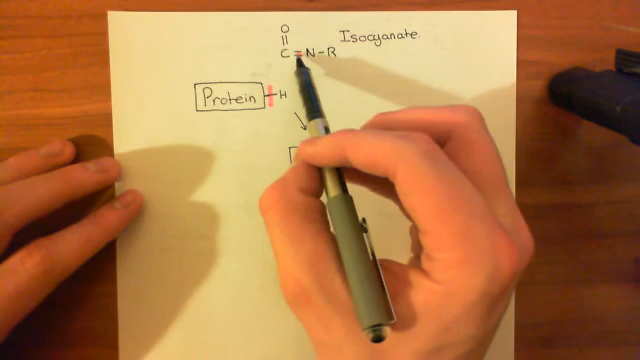 O
Isocyanate.
C=N-R
Protein-H